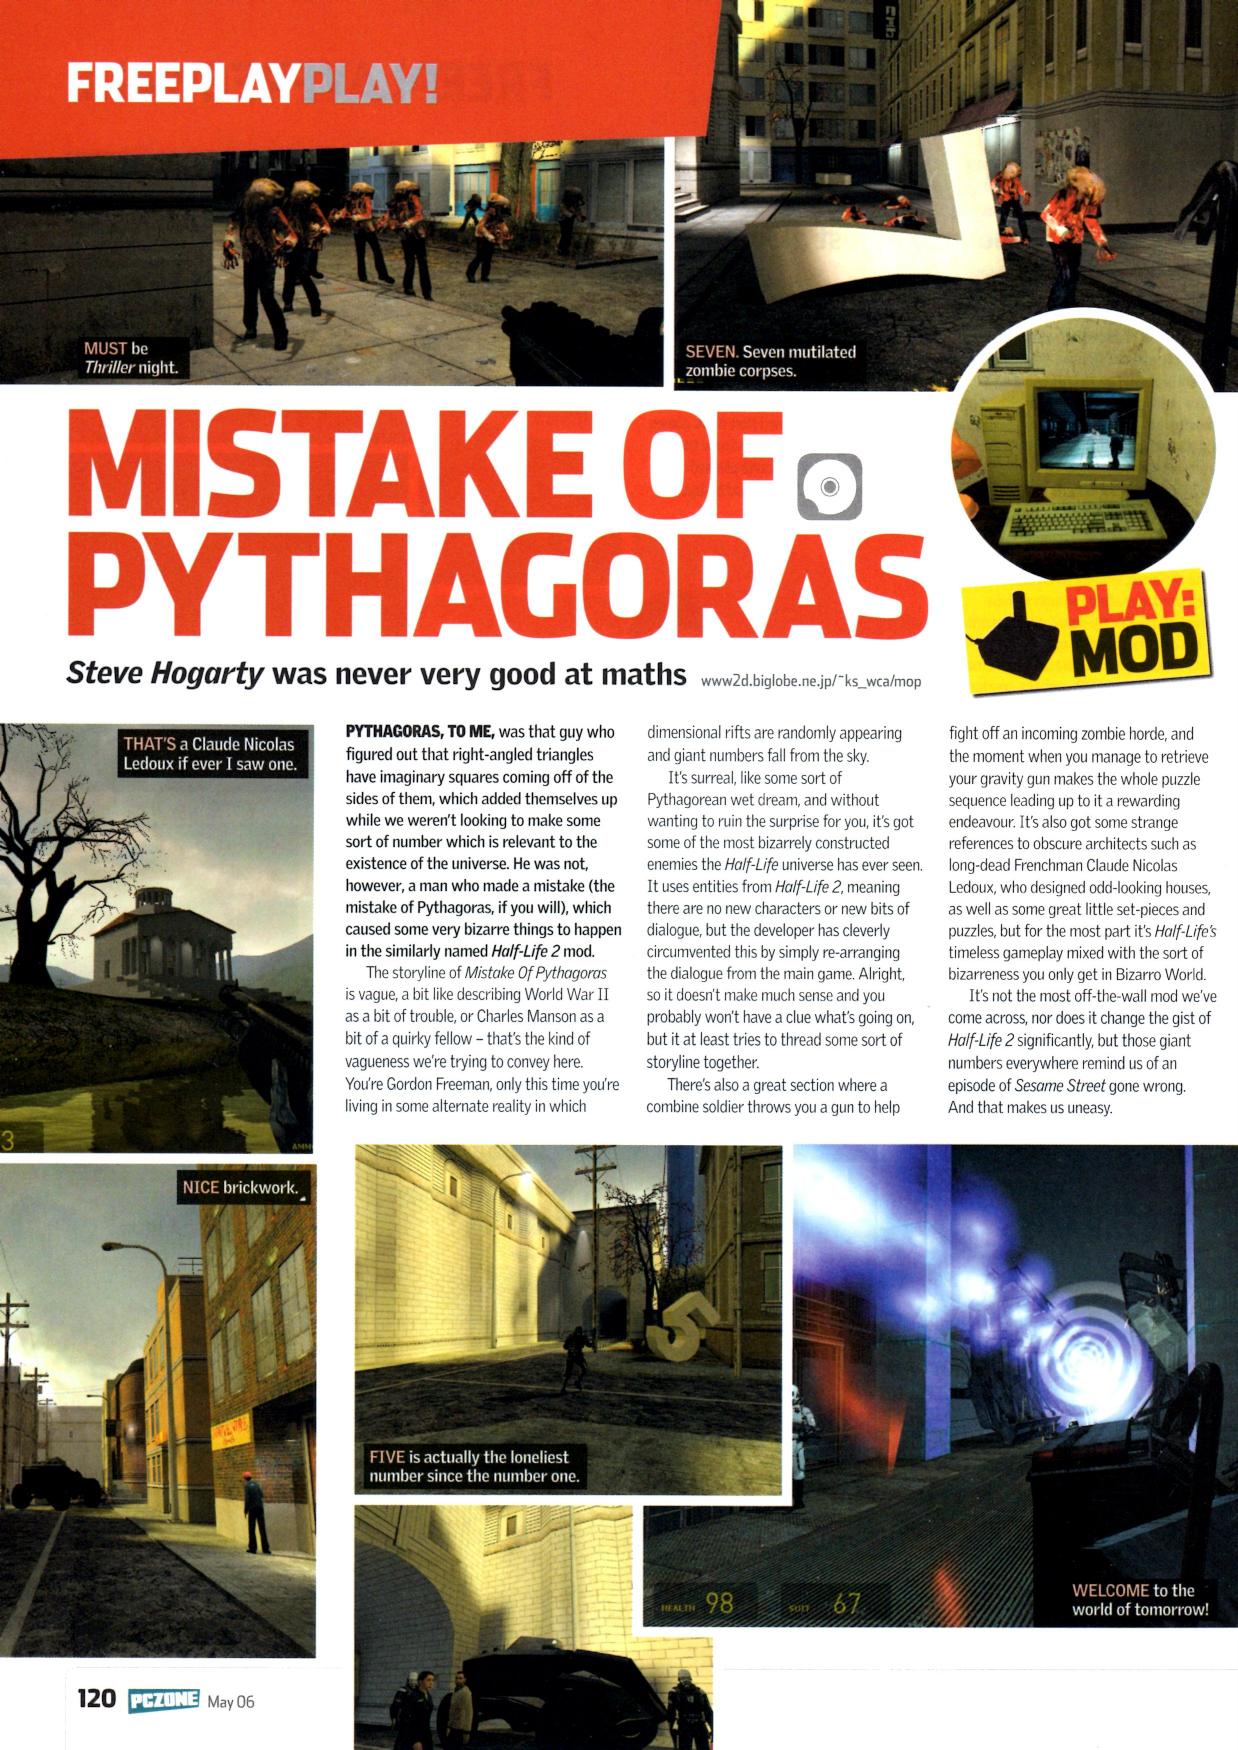 FREEPLAYPLAY!
MUST be
Thriller night.
SEVEN. Seven mutilated
zombie corpses.
MISTAKE OF
PYTHAGORAS
PLAY:
MOD
Steve Hogarty was never very good at maths www2d.biglobe.ne.jp/~ks_wca/mop
THAT'S a Claude Nicolas
Ledoux if ever I saw one.
3
AMMO
NICE brickwork.
PYTHAGORAS, TO ME, was that guy who
figured out that right-angled triangles
have imaginary squares coming off of the
sides of them, which added themselves up
while we weren't looking to make some
sort of number which is relevant to the
existence of the universe. He was not,
however, a man who made a mistake (the
mistake of Pythagoras, if you will), which
caused some very bizarre things to happen
in the similarly named Half-Life 2 mod.
The storyline of Mistake Of Pythagoras
is vague, a bit like describing World War II
as a bit of trouble, or Charles Manson as a
bit of a quirky fellow – that's the kind of
vagueness we're trying to convey here.
You're Gordon Freeman, only this time you're
living in some alternate reality in which
dimensional rifts are randomly appearing
and giant numbers fall from the sky.
It's surreal, like some sort of
Pythagorean wet dream, and without
wanting to ruin the surprise for you, it's got
some of the most bizarrely constructed
enemies the Half-Life universe has ever seen.
It uses entities from Half-Life 2, meaning
there are no new characters or new bits of
dialogue, but the developer has cleverly
circumvented this by simply re-arranging
the dialogue from the main game. Alright,
so it doesn't make much sense and you
probably won't have a clue what's going on,
but it at least tries to thread some sort of
storyline together.
There's also a great section where a
combine soldier throws you a gun to help
fight off an incoming zombie horde, and
the moment when you manage to retrieve
your gravity gun makes the whole puzzle
sequence leading up to it a rewarding
endeavour. It's also got some strange
references to obscure architects such as
long-dead Frenchman Claude Nicolas
Ledoux, who designed odd-looking houses,
as well as some great little set-pieces and
puzzles, but for the most part it's Half-Life's
timeless gameplay mixed with the sort of
bizarreness you only get in Bizarro World.
It's not the most off-the-wall mod we've
come across, nor does it change the gist of
Half-Life 2 significantly, but those giant
numbers everywhere remind us of an
episode of Sesame Street gone wrong.
And that makes us uneasy.
5
FIVE is actually the loneliest
number since the number one.
HEALTH 98 SUIT 67
WELCOME to the
world of tomorrow!
120 PCZONE May 06